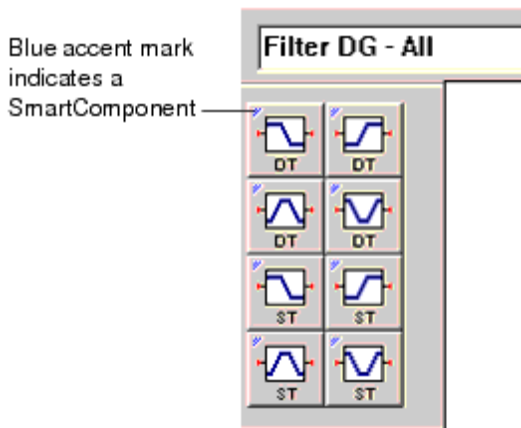 Blue accent mark
indicates a
SmartComponent
Filter DG - All
DT DT
DT DT
ST ST
ST ST